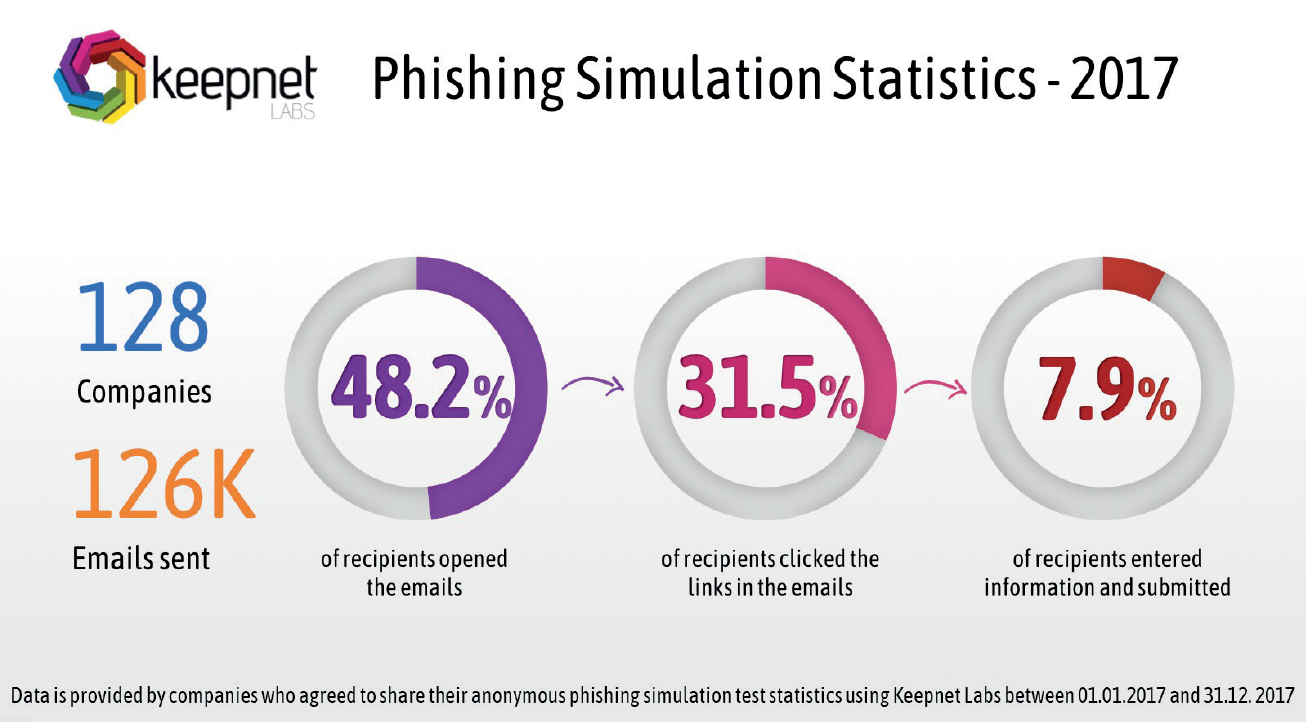 keepnet
LABS
Phishing Simulation Statistics - 2017
128
Companies
126K
Emails sent
48.2%
of recipients opened
the emails
31.5%
of recipients clicked the
links in the emails
7.9%
of recipients entered
information and submitted
Data is provided by companies who agreed to share their anonymous phishing simulation test statistics using Keepnet Labs between 01.01.2017 and 31.12. 2017